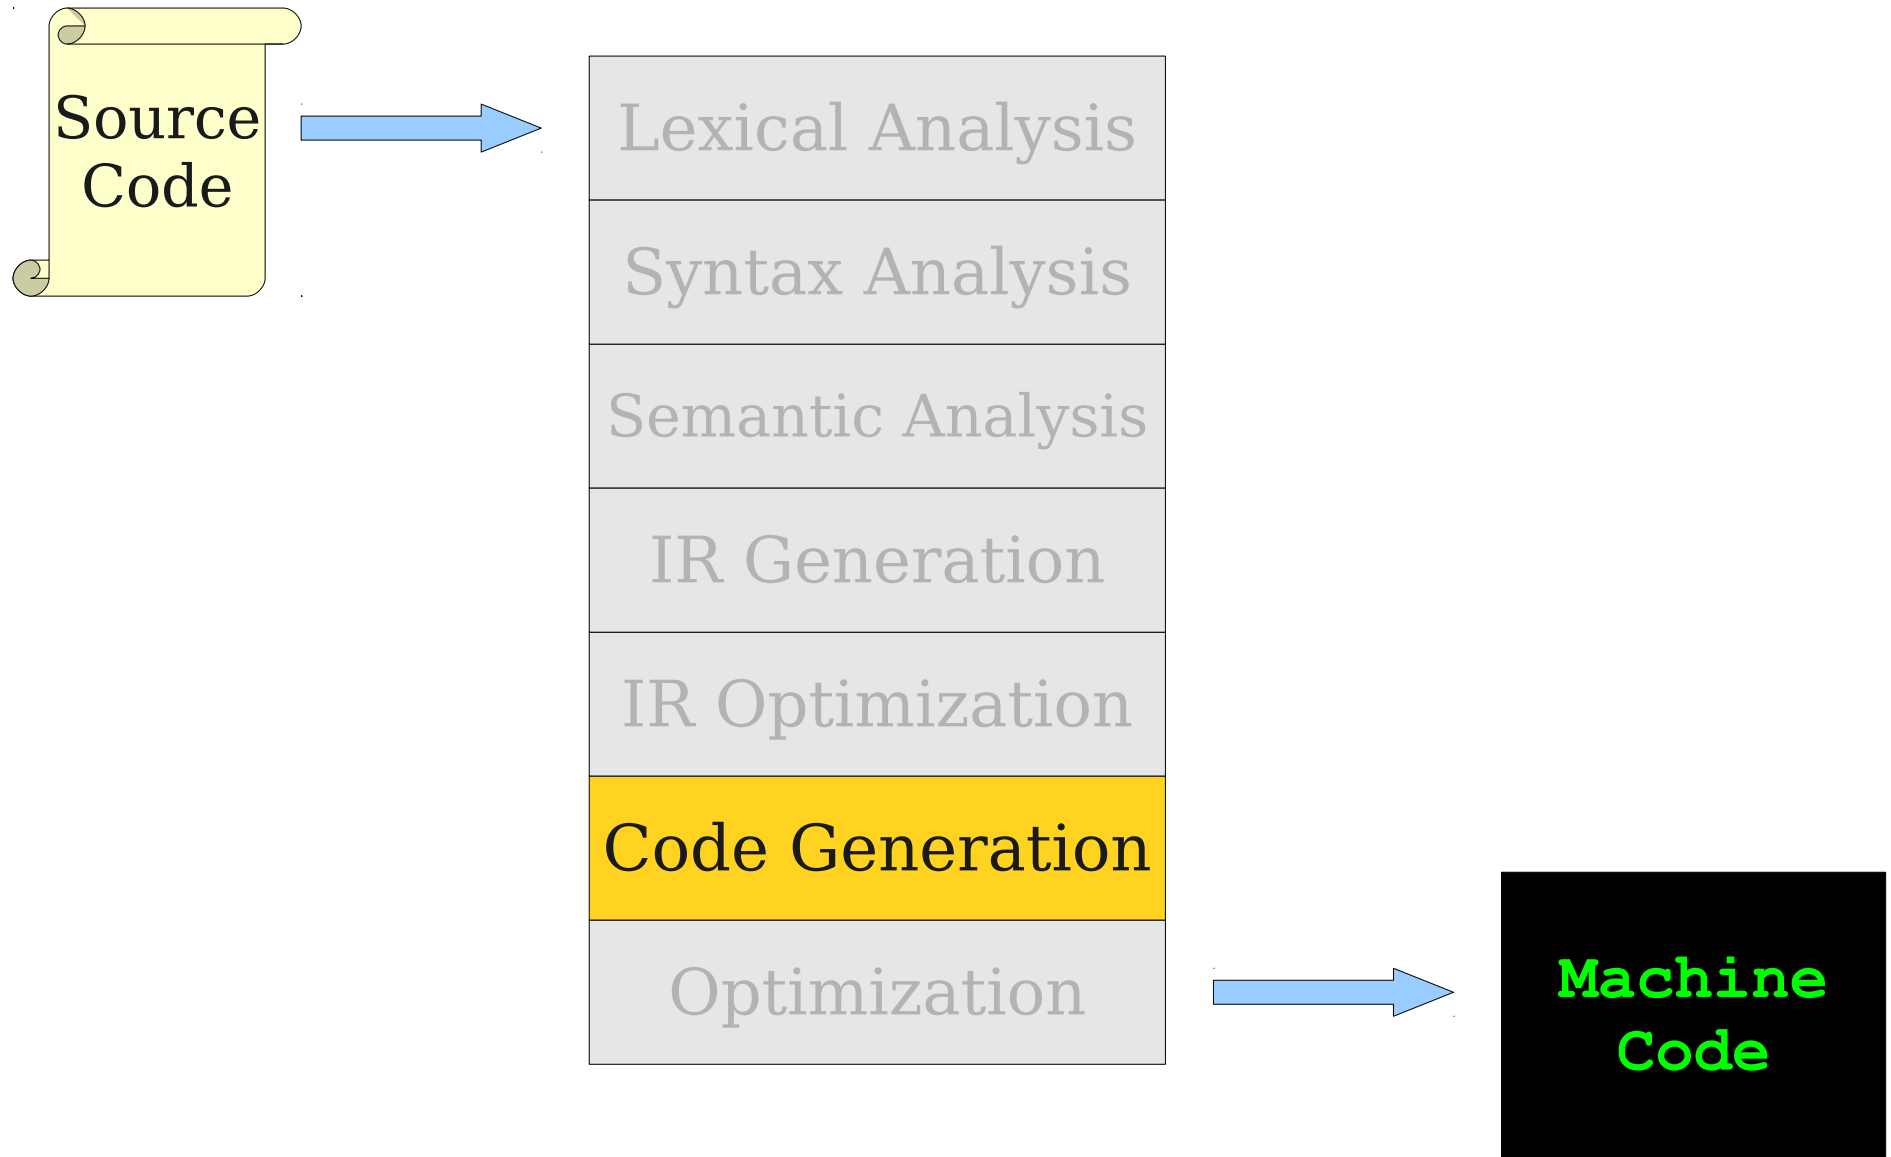 Source
Code
Lexical Analysis
Syntax Analysis
Semantic Analysis
IR Generation
IR Optimization
Code Generation
Optimization
Machine
Code